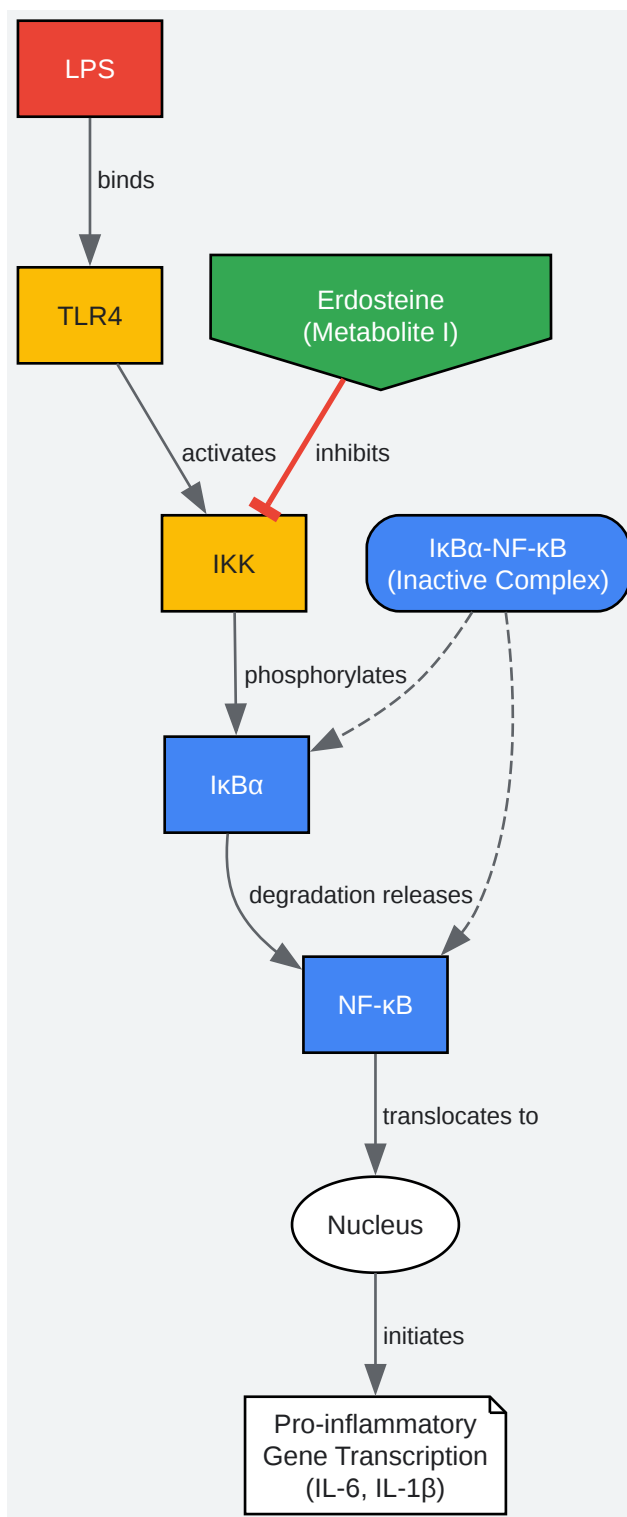 LPS
binds
TLR4
Erdosteine
(Metabolite I)
activates
inhibits
IKK
IκBα-NF-κB
(Inactive Complex)
phosphorylates
IκBα
degradation releases
NF-κB
translocates to
Nucleus
initiates
Pro-inflammatory
Gene Transcription
(IL-6, IL-1β)